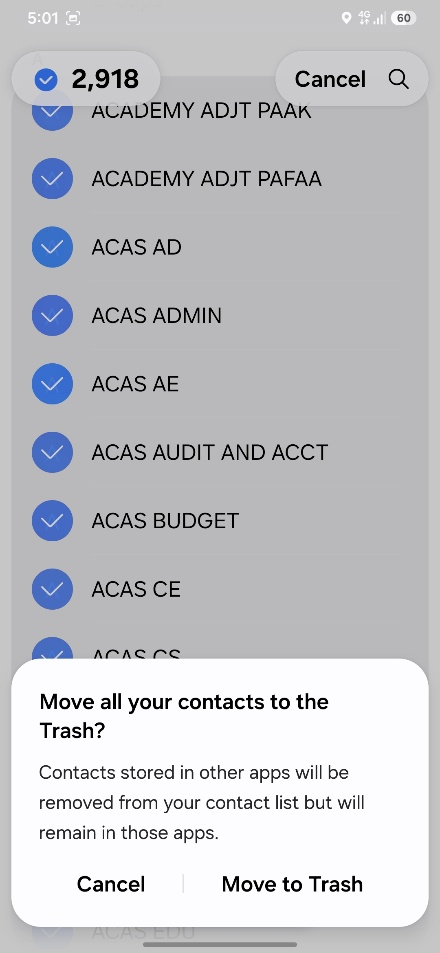 5:01
4G
60
2,918
Cancel
ACADEMY ADJT PAAK
ACADEMY ADJT PAFAA
ACAS AD
ACAS ADMIN
ACAS AE
ACAS AUDIT AND ACCT
ACAS BUDGET
ACAS CE
ACAS CS
Move all your contacts to the
Trash?
Contacts stored in other apps will be
removed from your contact list but will
remain in those apps.
Cancel
Move to Trash
ACAS EDU